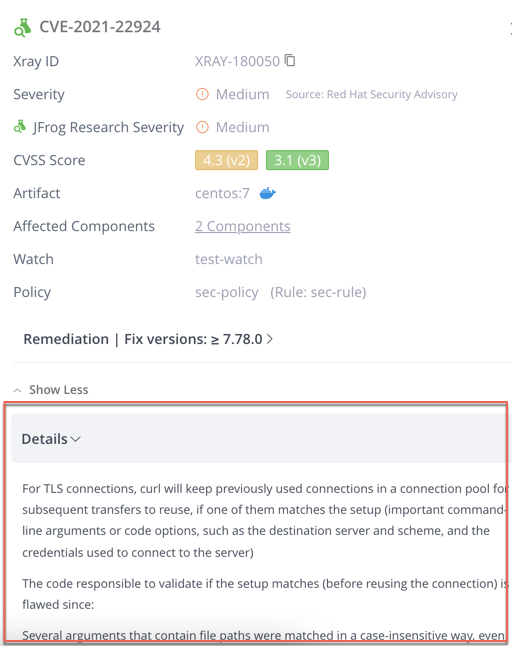 CVE-2021-22924
Xray ID XRAY-180050
Severity Medium Source: Red Hat Security Advisory
JFrog Research Severity Medium
CVSS Score 4.3 (v2) 3.1 (v3)
Artifact centos:7
Affected Components 2 Components
Watch test-watch
Policy sec-policy (Rule: sec-rule)
Remediation | Fix versions: ≥ 7.78.0
Show Less
Details
For TLS connections, curl will keep previously used connections in a connection pool for
subsequent transfers to reuse, if one of them matches the setup (important command-
line arguments or code options, such as the destination server and scheme, and the
credentials used to connect to the server)
The code responsible to validate if the setup matches (before reusing the connection) is
flawed since:
Several arguments that contain file paths were matched in a case-insensitive way, even